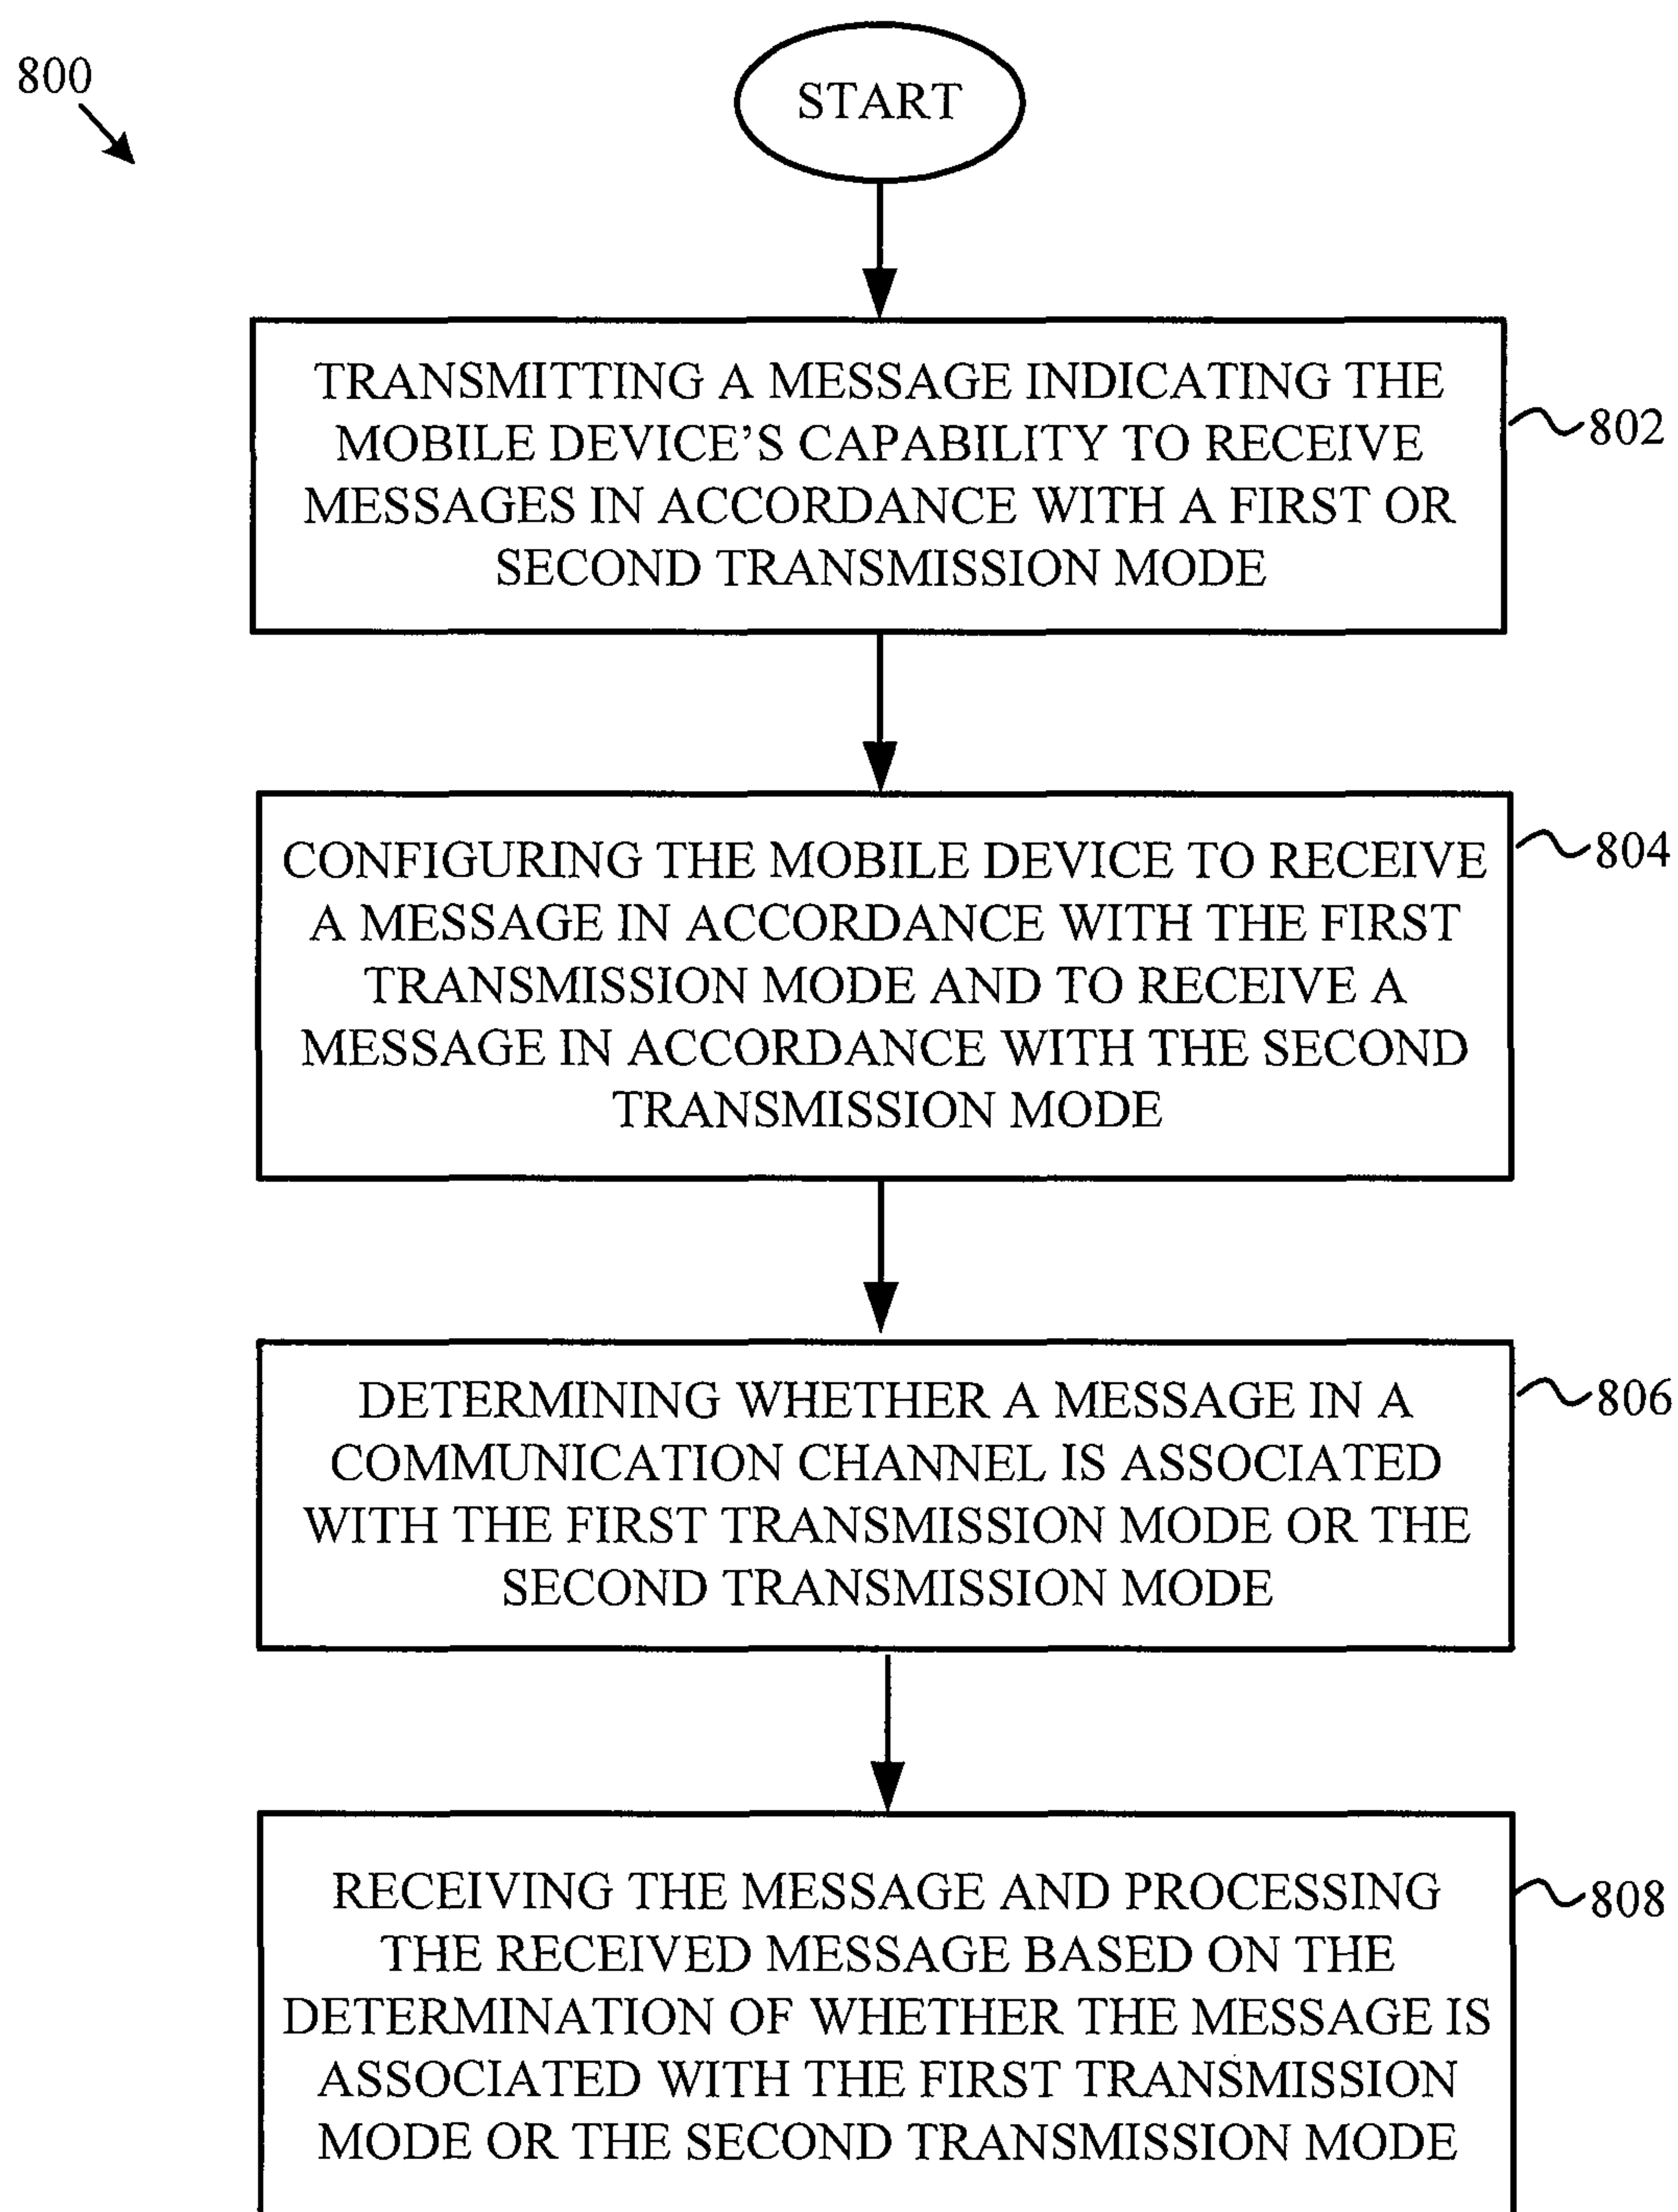 800
START
TRANSMITTING A MESSAGE INDICATING THE
MOBILE DEVICE'S CAPABILITY TO RECEIVE
MESSAGES IN ACCORDANCE WITH A FIRST OR
SECOND TRANSMISSION MODE
802
CONFIGURING THE MOBILE DEVICE TO RECEIVE
A MESSAGE IN ACCORDANCE WITH THE FIRST
TRANSMISSION MODE AND TO RECEIVE A
MESSAGE IN ACCORDANCE WITH THE SECOND
TRANSMISSION MODE
804
DETERMINING WHETHER A MESSAGE IN A
COMMUNICATION CHANNEL IS ASSOCIATED
WITH THE FIRST TRANSMISSION MODE OR THE
SECOND TRANSMISSION MODE
806
RECEIVING THE MESSAGE AND PROCESSING
THE RECEIVED MESSAGE BASED ON THE
DETERMINATION OF WHETHER THE MESSAGE IS
ASSOCIATED WITH THE FIRST TRANSMISSION
MODE OR THE SECOND TRANSMISSION MODE
808